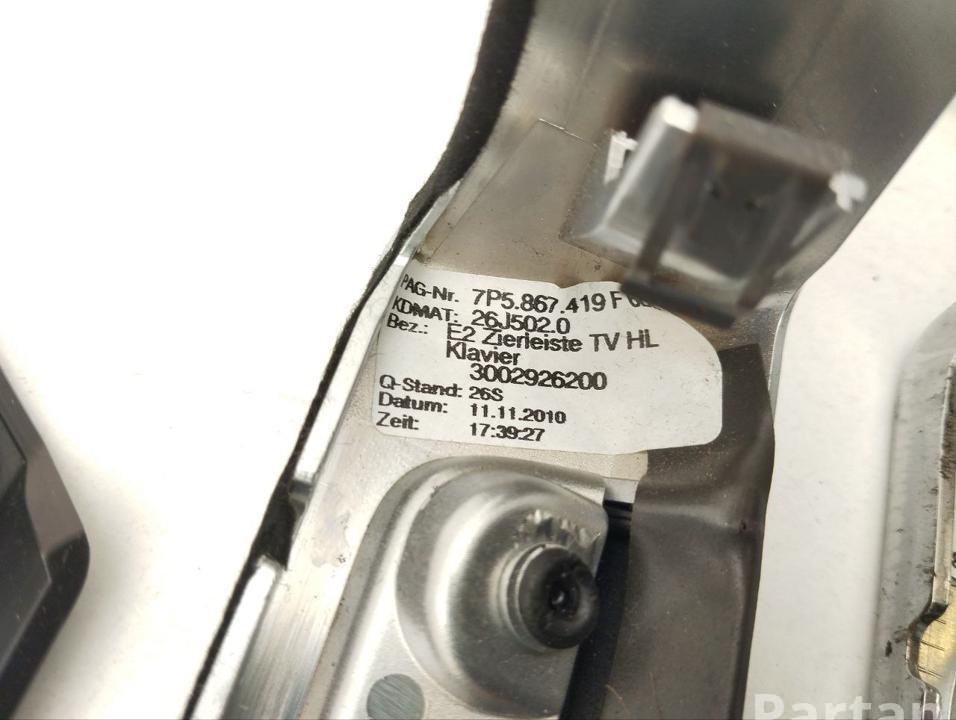 PAG-Nr. 7P5.867.419 F
KDMAT: 26J502.0
Bez.: E2 Zierleiste TV HL
Klavier
3002926200
Q-Stand: 26S
Datum: 11.11.2010
Zeit: 17:39:27
Partan